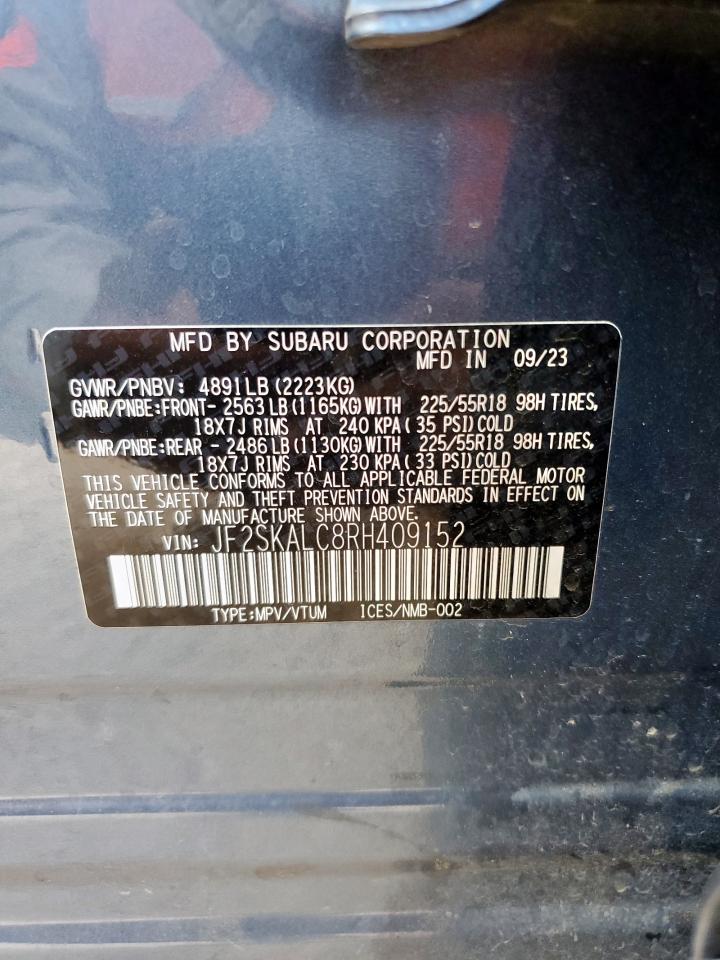 MFD BY SUBARU CORPORATION
MFD IN 09/23
GVWR/PNBV: 4891LB(2223KG)
GAWR/PNBE:FRONT- 2563LB(1165KG)WITH 225/55R18 98H TIRES,
18X7J RIMS AT 240 KPA(35 PSI)COLD
GAWR/PNBE:REAR - 2486LB(1130KG)WITH 225/55R18 98H TIRES,
18X7J RIMS AT 230 KPA(33 PSI)COLD
THIS VEHICLE CONFORMS TO ALL APPLICABLE FEDERAL MOTOR
VEHICLE SAFETY AND THEFT PREVENTION STANDARDS IN EFFECT ON
THE DATE OF MANUFACTURE SHOWN ABOVE.
VIN: JF2SKALC8RH409152
TYPE:MPV/VTUM ICES/NMB-002